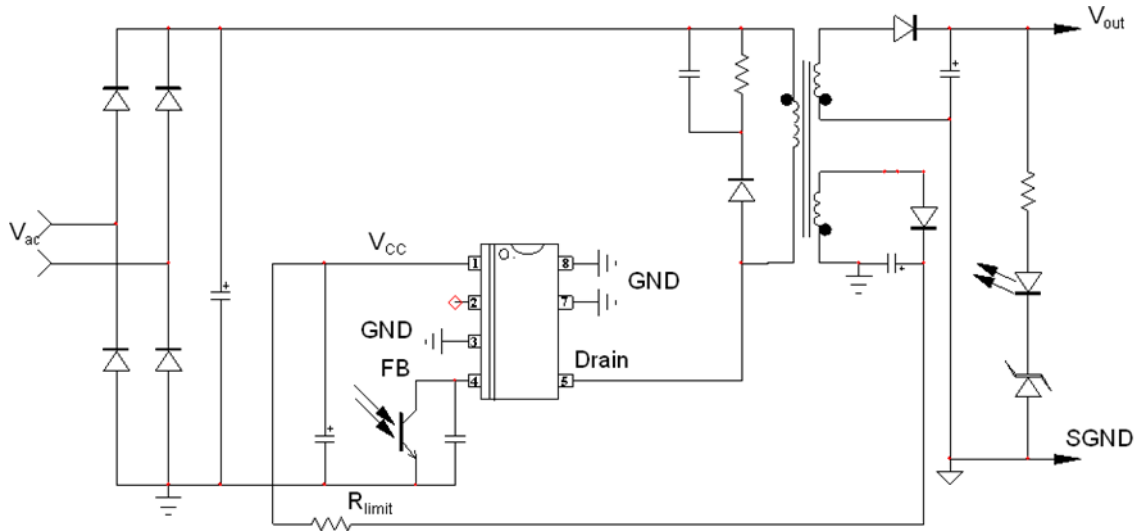 Vout
Vac
VCC
1
8
GND
2
7
GND
3
Drain
FB
4
5
SGND
Rlimit